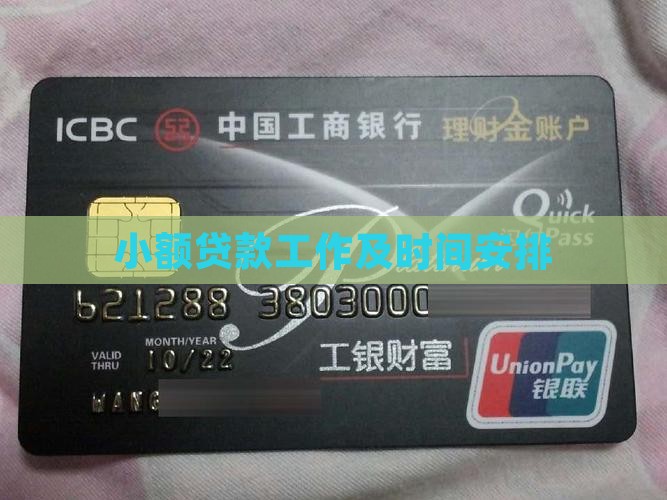 ICBC 中国工商银行 理财金账户
Quick
Pass
小额贷款工作及时间安排
621288 3803000
MONTH/YEAR
VALID THRU 10/22
工银财富
UnionPay
银联
WANG